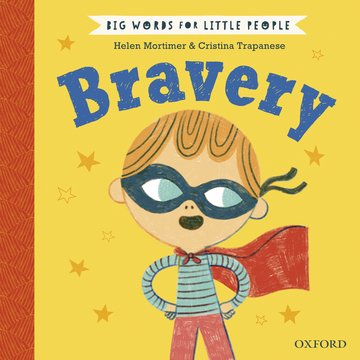 BIG WORDS FOR LITTLE PEOPLE
Helen Mortimer & Cristina Trapanese
Bravery
OXFORD